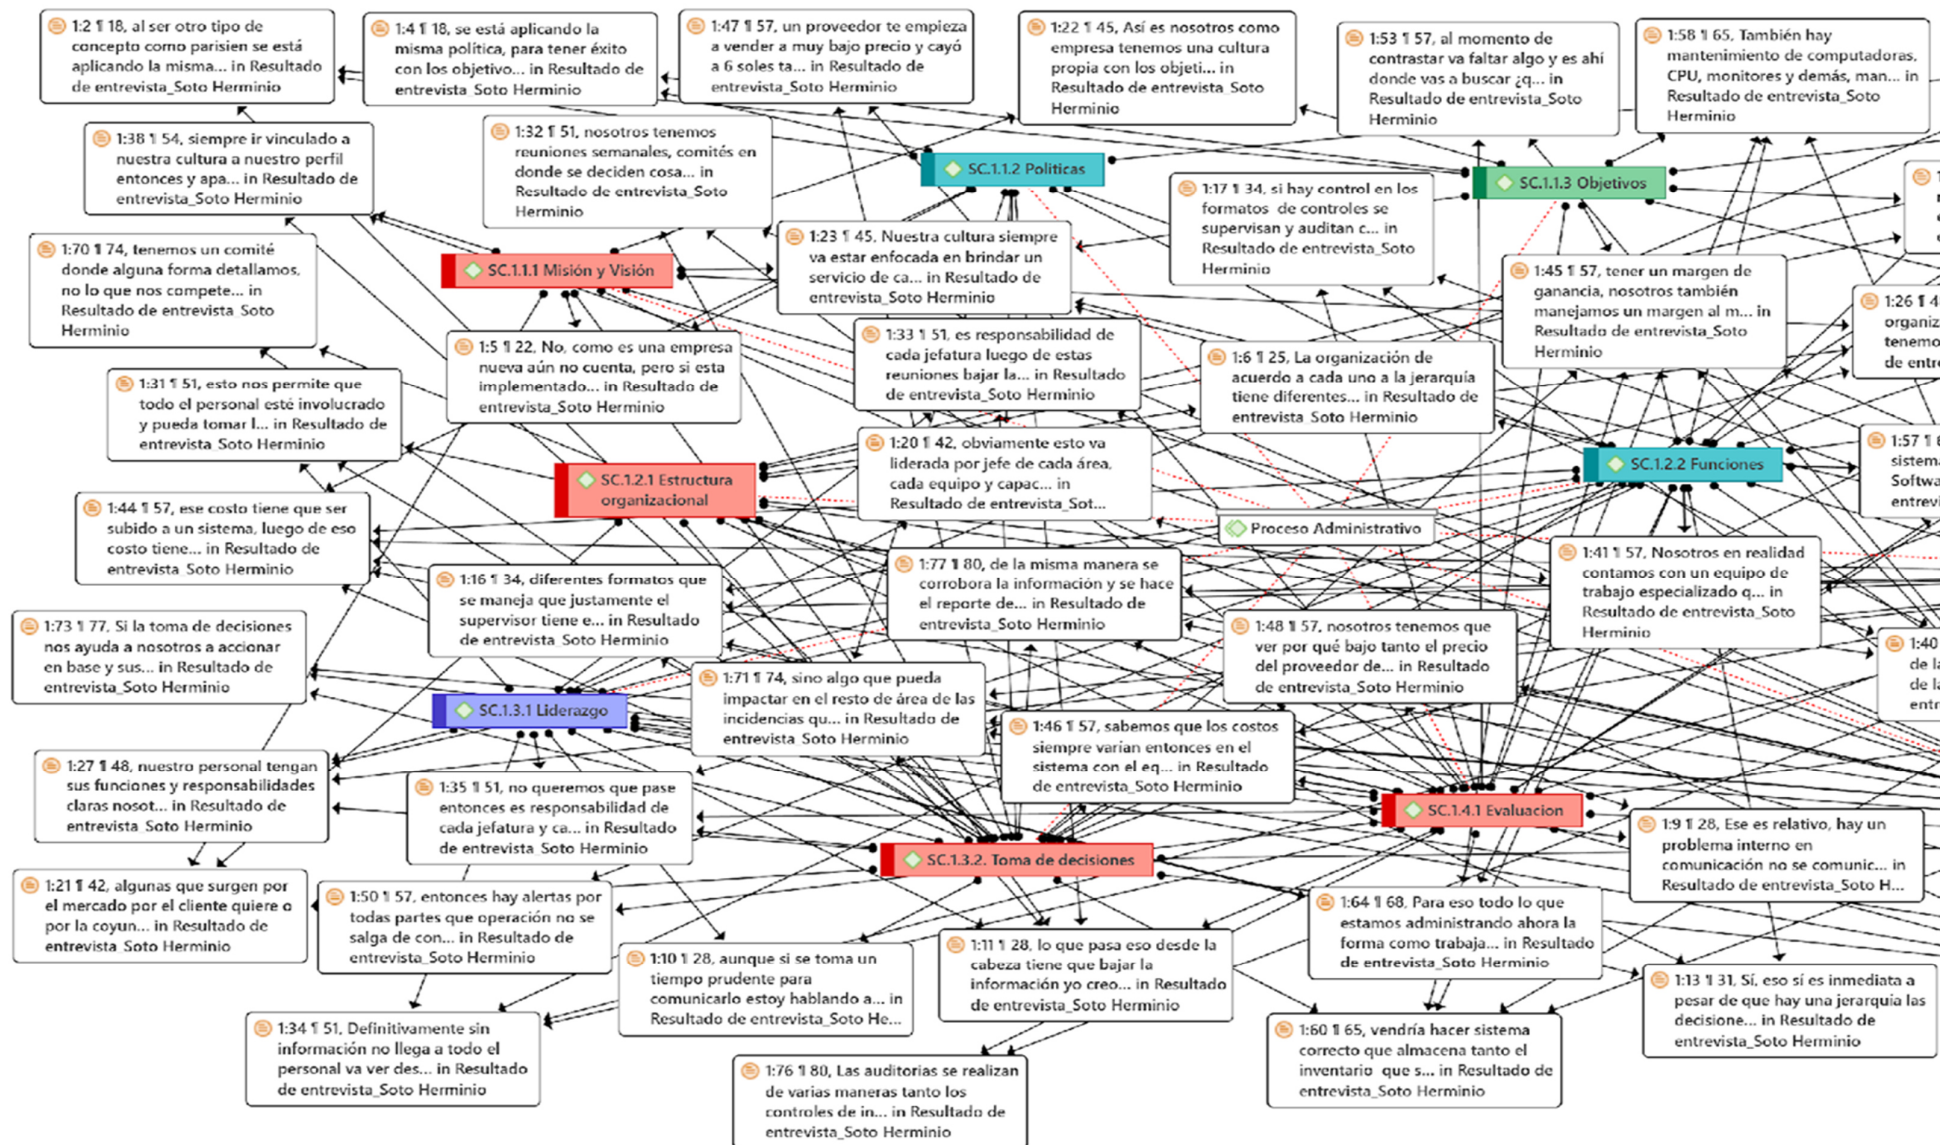 1:2 ¶ 18, al ser otro tipo de
concepto como parisien se está
aplicando la misma... in Resultado
de entrevista_Soto Herminio
1:4 ¶ 18, se está aplicando la
misma política, para tener éxito
con los objetivo... in Resultado de
entrevista_Soto Herminio
1:47 ¶ 57, un proveedor te empieza
a vender a muy bajo precio y cayó
a 6 soles ta... in Resultado de
entrevista_Soto Herminio
1:22 ¶ 45, Así es nosotros como
empresa tenemos una cultura
propia con los objeti... in
Resultado de entrevista_Soto
Herminio
1:53 ¶ 57, al momento de
contrastar va faltar algo y es ahí
donde vas a buscar ¿q... in
Resultado de entrevista_Soto
Herminio
1:58 ¶ 65, También hay
mantenimiento de computadoras,
CPU, monitores y demás, man... in
Resultado de entrevista_Soto
Herminio
1:38 ¶ 54, siempre ir vinculado a
nuestra cultura a nuestro perfil
entonces y apa... in Resultado de
entrevista_Soto Herminio
1:32 ¶ 51, nosotros tenemos
reuniones semanales, comités en
donde se deciden cosa... in
Resultado de entrevista_Soto
Herminio
SC.1.1.2 Politicas
SC.1.1.3 Objetivos
1:17 ¶ 34, si hay control en los
formatos de controles se
supervisan y auditan c... in
Resultado de entrevista_Soto
Herminio
1:70 ¶ 74, tenemos un comité
donde alguna forma detallamos,
no lo que nos compete... in
Resultado de entrevista_Soto
Herminio
SC.1.1.1 Misión y Visión
1:23 ¶ 45, Nuestra cultura siempre
va estar enfocada en brindar un
servicio de ca... in Resultado de
entrevista_Soto Herminio
1:45 ¶ 57, tener un margen de
ganancia, nosotros también
manejamos un margen al m... in
Resultado de entrevista_Soto
Herminio
1:26 ¶
organiz
tenemo
de entre
1:5 ¶ 22, No, como es una empresa
nueva aún no cuenta, pero si esta
implementado... in Resultado de
entrevista_Soto Herminio
1:33 ¶ 51, es responsabilidad de
cada jefatura luego de estas
reuniones bajar la... in Resultado
de entrevista_Soto Herminio
1:6 ¶ 25, La organización de
acuerdo a cada uno a la jerarquía
tiene diferentes... in Resultado de
entrevista_Soto Herminio
1:31 ¶ 51, esto nos permite que
todo el personal esté involucrado
y pueda tomar l... in Resultado de
entrevista_Soto Herminio
1:20 ¶ 42, obviamente esto va
liderada por jefe de cada área,
cada equipo y capac... in
Resultado de entrevista_Sot...
SC.1.2.1 Estructura
organizacional
SC.1.2.2 Funciones
1:57 ¶
sistema
Softwa
entrevi
1:44 ¶ 57, ese costo tiene que ser
subido a un sistema, luego de eso
costo tiene... in Resultado de
entrevista_Soto Herminio
Proceso Administrativo
1:77 ¶ 80, de la misma manera se
corrobora la información y se hace
el reporte de... in Resultado de
entrevista_Soto Herminio
1:41 ¶ 57, Nosotros en realidad
contamos con un equipo de
trabajo especializado q... in
Resultado de entrevista_Soto
Herminio
1:16 ¶ 34, diferentes formatos que
se maneja que justamente el
supervisor tiene e... in Resultado
de entrevista_Soto Herminio
1:73 ¶ 77, Si la toma de decisiones
nos ayuda a nosotros a accionar
en base y sus... in Resultado de
entrevista_Soto Herminio
1:48 ¶ 57, nosotros tenemos que
ver por qué bajo tanto el precio
del proveedor de... in Resultado
de entrevista_Soto Herminio
1:40
de la
de la
entr
SC.1.3.1 Liderazgo
1:71 ¶ 74, sino algo que pueda
impactar en el resto de área de las
incidencias qu... in Resultado de
entrevista_Soto Herminio
1:46 ¶ 57, sabemos que los costos
siempre varían entonces en el
sistema con el eq... in Resultado
de entrevista_Soto Herminio
1:27 ¶ 48, nuestro personal tengan
sus funciones y responsabilidades
claras nosot... in Resultado de
entrevista_Soto Herminio
1:35 ¶ 51, no queremos que pase
entonces es responsabilidad de
cada jefatura y ca... in Resultado
de entrevista_Soto Herminio
SC.1.4.1 Evaluacion
SC.1.3.2. Toma de decisiones
1:9 ¶ 28, Ese es relativo, hay un
problema interno en
comunicación no se comunic... in
Resultado de entrevista_Soto H...
1:21 ¶ 42, algunas que surgen por
el mercado por el cliente quiere o
por la coyun... in Resultado de
entrevista_Soto Herminio
1:50 ¶ 57, entonces hay alertas por
todas partes que operación no se
salga de con... in Resultado de
entrevista_Soto Herminio
1:64 ¶ 68, Para eso todo lo que
estamos administrando ahora la
forma como trabaja... in Resultado
de entrevista_Soto Herminio
1:10 ¶ 28, aunque si se toma un
tiempo prudente para
comunicarlo estoy hablando a... in
Resultado de entrevista_Soto He...
1:11 ¶ 28, lo que pasa eso desde la
cabeza tiene que bajar la
información yo creo... in Resultado
de entrevista_Soto Herminio
1:13 ¶ 31, Sí, eso sí es inmediata a
pesar de que hay una jerarquía las
decisione... in Resultado de
entrevista_Soto Herminio
1:34 ¶ 51, Definitivamente sin
información no llega a todo el
personal va ver des... in Resultado
de entrevista_Soto Herminio
1:60 ¶ 65, vendría hacer sistema
correcto que almacena tanto el
inventario que s... in Resultado de
entrevista_Soto Herminio
1:76 ¶ 80, Las auditorias se realizan
de varias maneras tanto los
controles de in... in Resultado de
entrevista_Soto Herminio